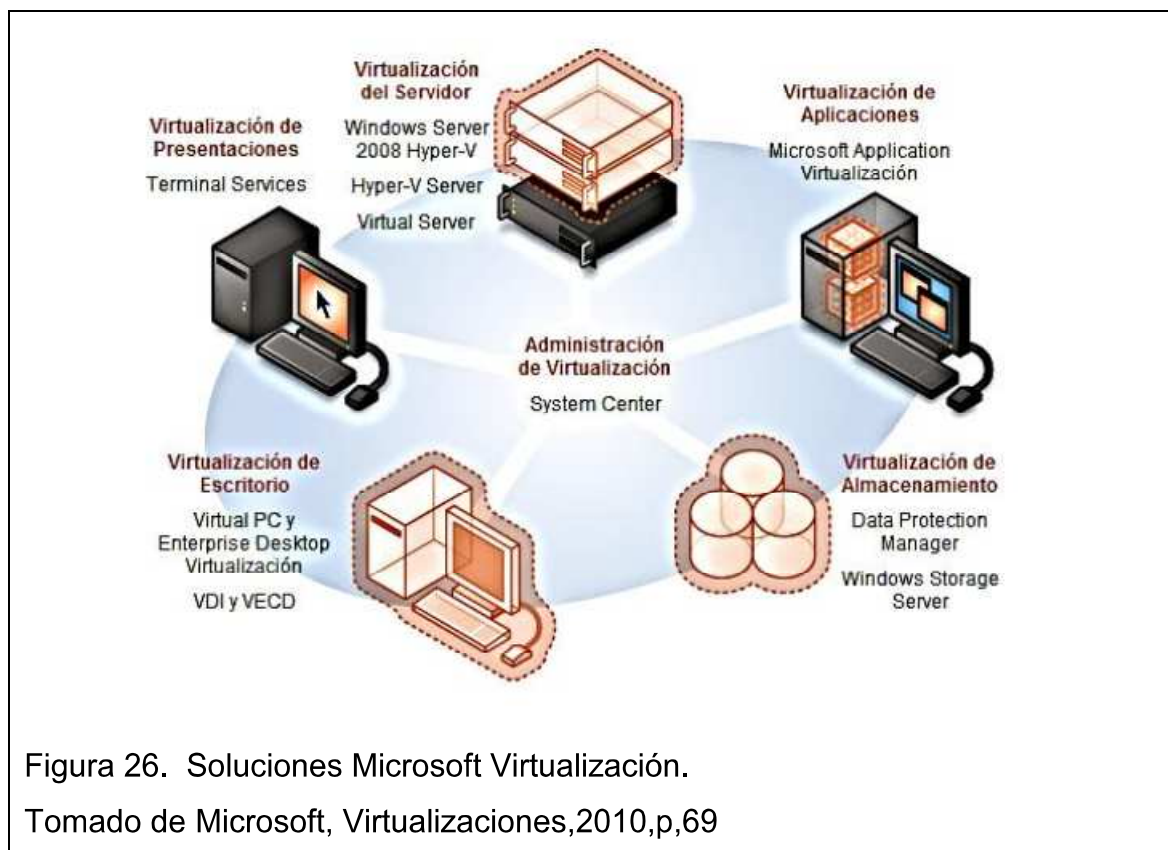 Virtualización
del Servidor
Windows Server
2008 Hyper-V
Hyper-V Server
Virtual Server
Virtualización de
Presentaciones
Terminal Services
Virtualización de
Aplicaciones
Microsoft Application
Virtualización
Administración
de Virtualización
System Center
Virtualización de
Escritorio
Virtual PC y
Enterprise Desktop
Virtualización
VDI y VECD
Virtualización de
Almacenamiento
Data Protection
Manager
Windows Storage
Server
Figura 26. Soluciones Microsoft Virtualización.
Tomado de Microsoft, Virtualizaciones,2010,p,69